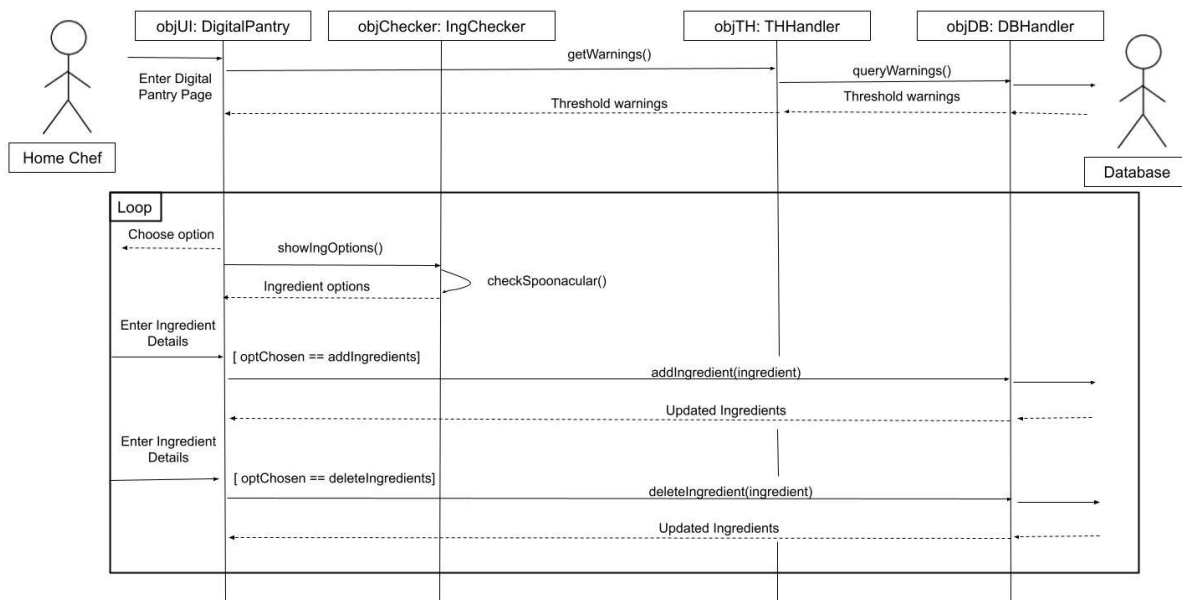 objUI: DigitalPantry
objChecker: IngChecker
objTH: THHandler
objDB: DBHandler
getWarnings()
Enter Digital
Pantry Page
queryWarnings()
Threshold warnings
Threshold warnings
Home Chef
Database
Loop
Choose option
showIngOptions()
checkSpoonacular()
Ingredient options
Enter Ingredient
Details
[ optChosen == addIngredients]
addIngredient(ingredient)
Updated Ingredients
Enter Ingredient
Details
[ optChosen == deleteIngredients]
deleteIngredient(ingredient)
Updated Ingredients